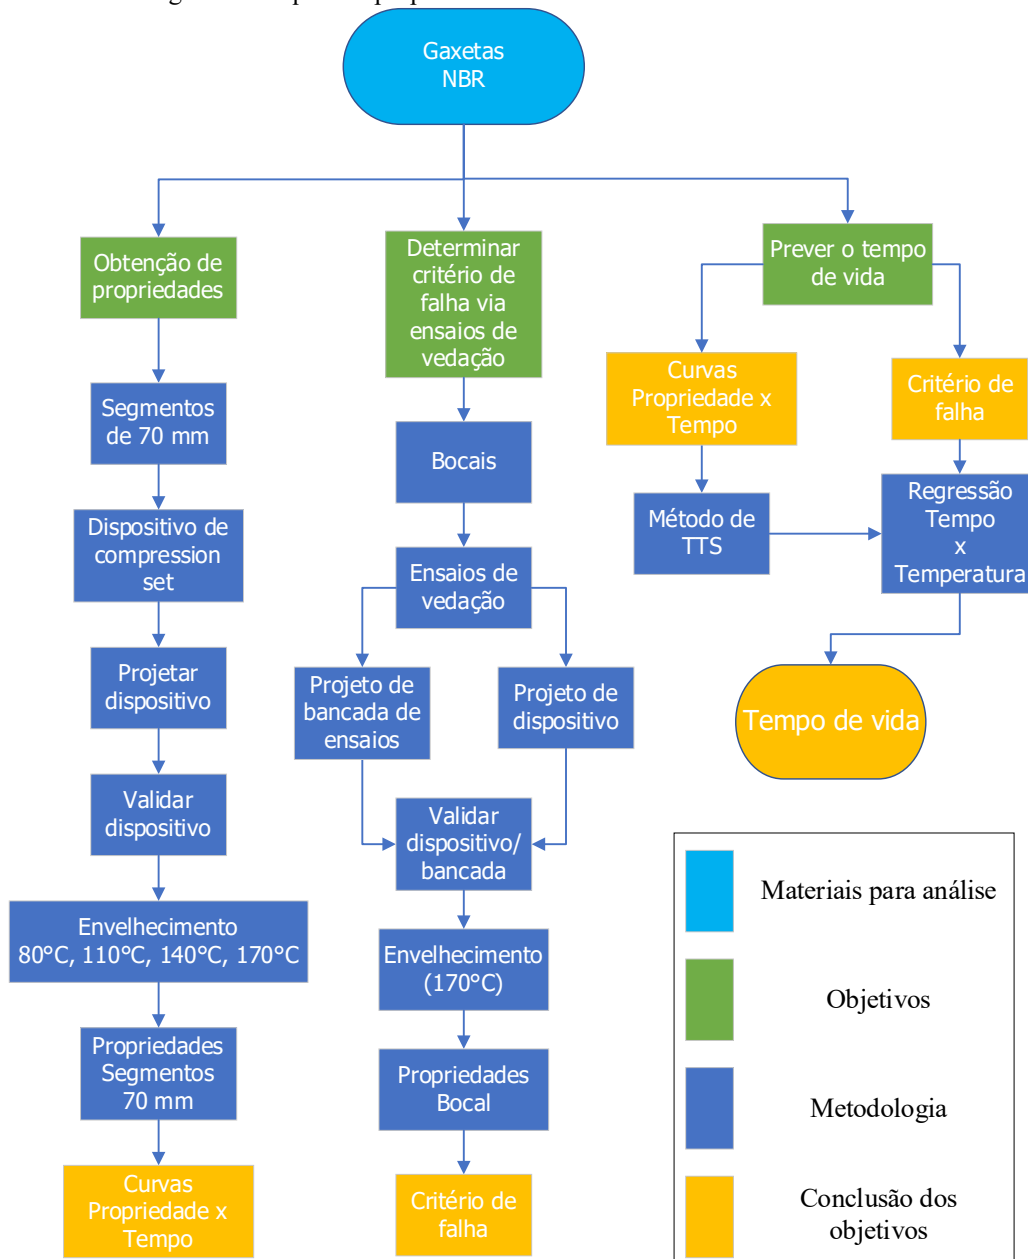 Gaxetas
NBR
Obtenção de
propriedades
Segmentos
de 70 mm
Dispositivo de
compression
set
Projetar
dispositivo
Validar
dispositivo
Envelhecimento
80°C, 110°C, 140°C, 170°C
Propriedades
Segmentos
70 mm
Curvas
Propriedade x
Tempo
Determinar
critério de
falha via
ensaios de
vedação
Bocais
Ensaios de
vedação
Projeto de
bancada de
ensaios
Projeto de
dispositivo
Validar
dispositivo/
bancada
Envelhecimento
(170°C)
Propriedades
Bocal
Critério de
falha
Prever o tempo
de vida
Curvas
Propriedade x
Tempo
Critério de
falha
Método de
TTS
Regressão
Tempo
x
Temperatura
Tempo de vida
Materiais para análise
Objetivos
Metodologia
Conclusão dos
objetivos